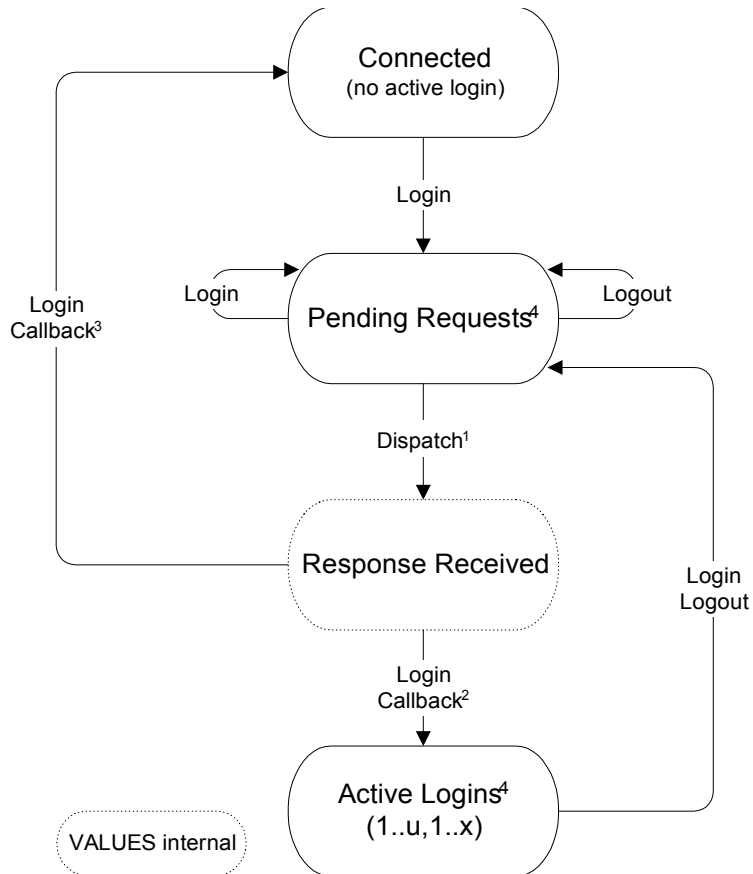 Connected
(no active login)
Login
Login
Pending Requests⁴
Logout
Login
Callback³
Dispatch¹
Response Received
Login
Logout
Login
Callback²
Active Logins⁴
(1..u,1..x)
VALUES internal